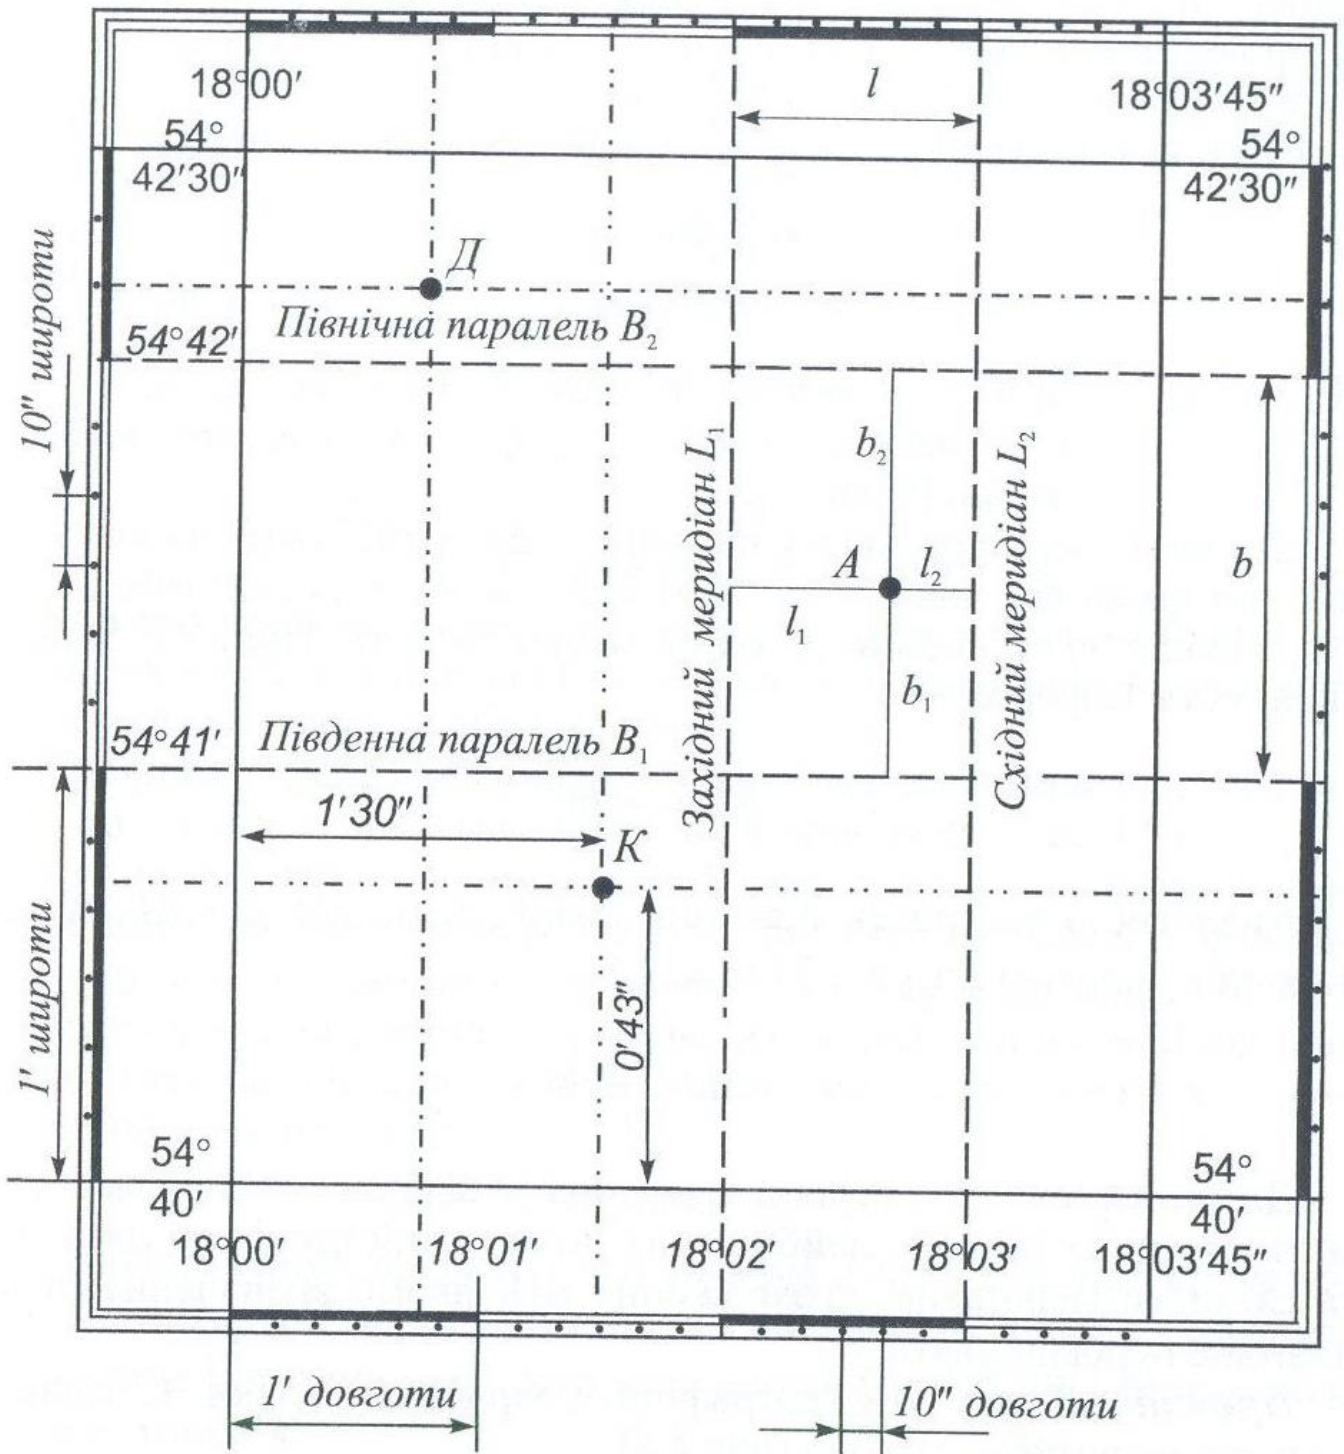 18°00′
l
18°03′45″
54°
42′30″
54°
42′30″
Д
Північна паралель B₂
54°42′
10″ широти
Західнтт мерпдіан L₁
b₂
Східний меридіан L₂
A
l₂
l₁
b
b₁
54°41′
Південна паралель B₁
1′30″
К
0′43″
1′ широти
54°
40′
54°
40′
18°00′
18°01′
18°02′
18°03′
18°03′45″
1′ довготи
10″ довготи